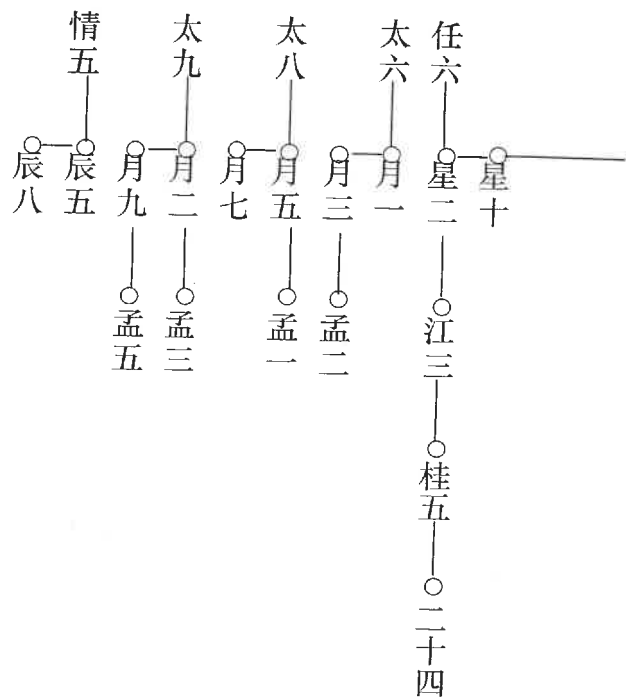 任六
太六
太八
太九
情五
星十
星二
月一
月三
月五
月七
月二
月九
辰五
辰八
江三
孟二
孟一
孟三
孟五
桂五
二十四